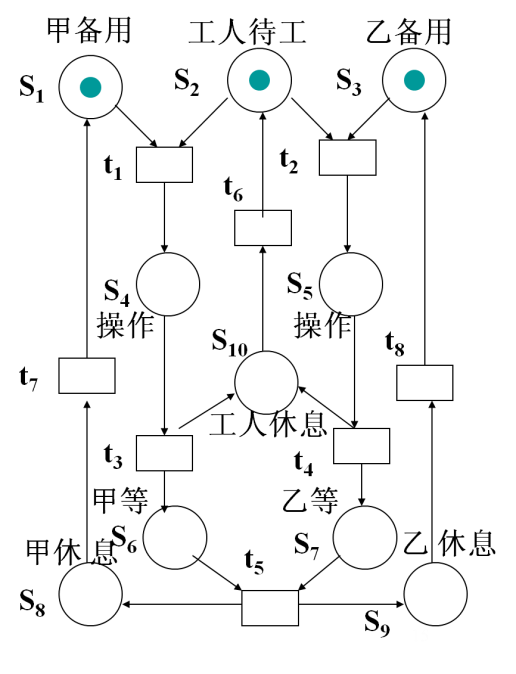 甲备用 工人待工 乙备用
S1 S2 S3
t1 t2
t6
S4 S5
操作 操作
S10 t8
t7
工人休息
t3 t4
甲等 乙等
S6 S7
甲休息 乙休息
t5
S8 S9